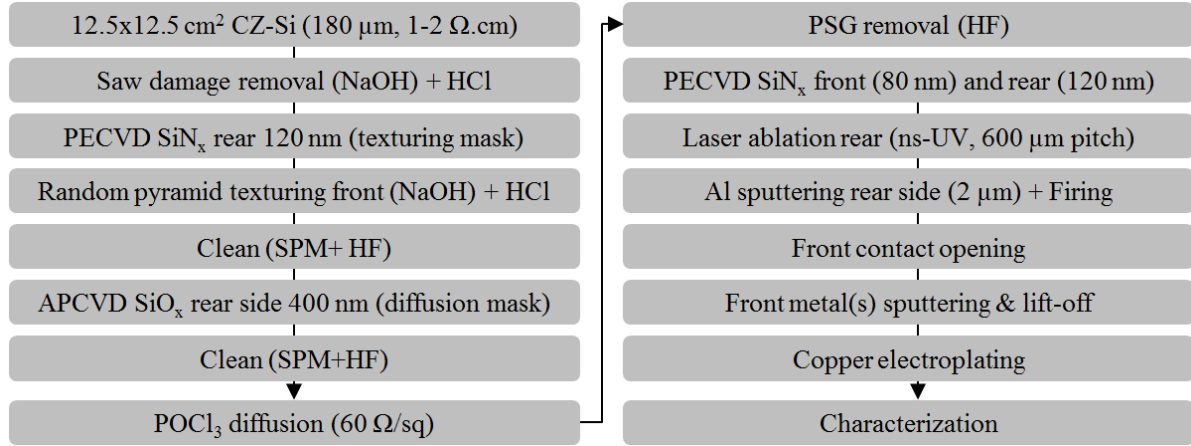 12.5x12.5 cm² CZ-Si (180 µm, 1-2 Ω.cm)
Saw damage removal (NaOH) + HCl
PECVD SiNₓ rear 120 nm (texturing mask)
Random pyramid texturing front (NaOH) + HCl
Clean (SPM+ HF)
APCVD SiOₓ rear side 400 nm (diffusion mask)
Clean (SPM+HF)
POCl₃ diffusion (60 Ω/sq)
PSG removal (HF)
PECVD SiNₓ front (80 nm) and rear (120 nm)
Laser ablation rear (ns-UV, 600 µm pitch)
Al sputtering rear side (2 µm) + Firing
Front contact opening
Front metal(s) sputtering & lift-off
Copper electroplating
Characterization